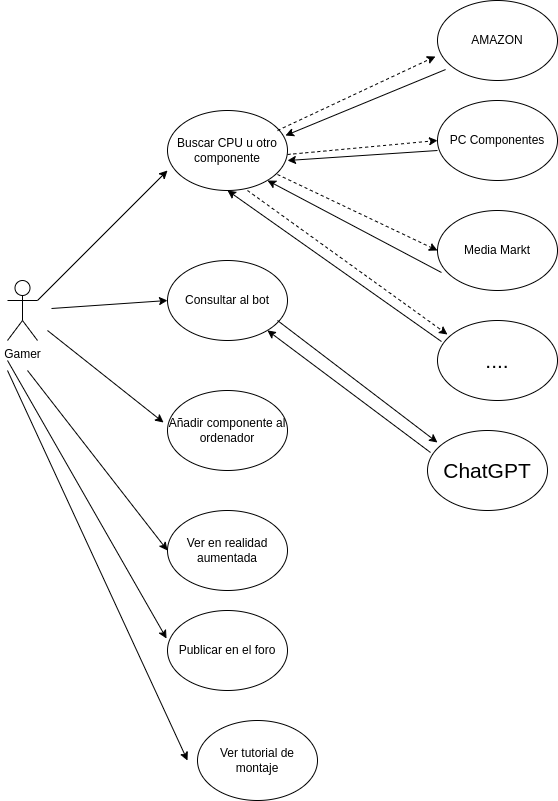 AMAZON
Buscar CPU u otro
componente
PC Componentes
Media Markt
Consultar al bot
Gamer
....
Añadir componente al
ordenador
ChatGPT
Ver en realidad
aumentada
Publicar en el foro
Ver tutorial de
montaje